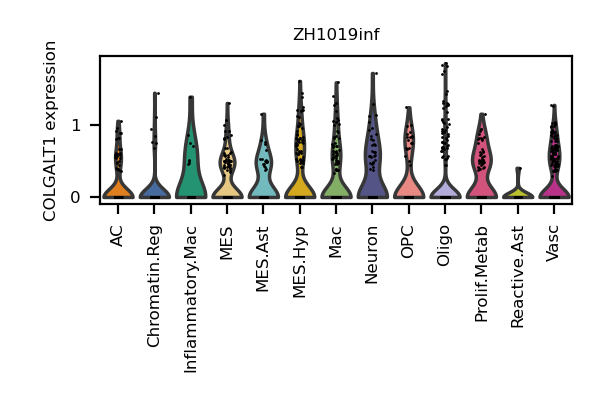 ZH1019inf
COLGALT1 expression
1
0
AC
Chromatin.Reg
Inflammatory.Mac
MES
MES.Ast
MES.Hyp
Mac
Neuron
OPC
Oligo
Prolif.Metab
Reactive.Ast
Vasc